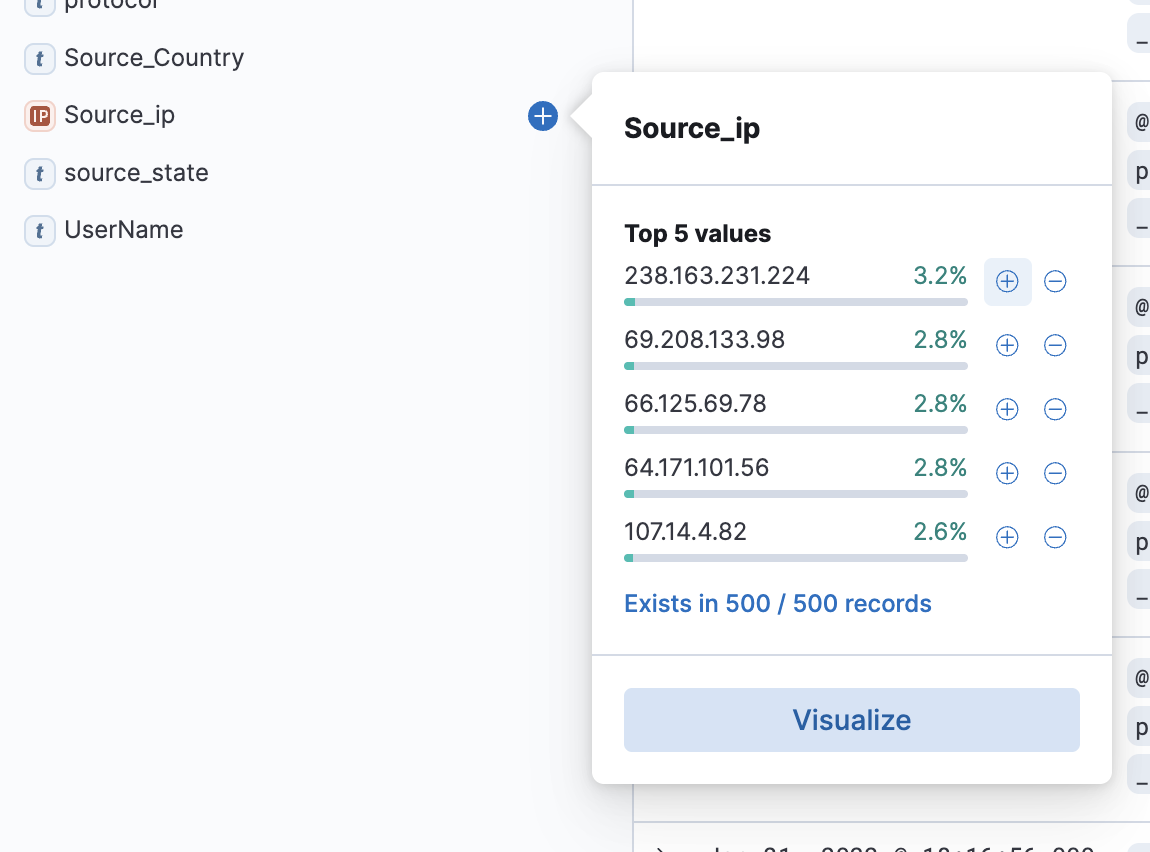 protocol
t Source_Country
IP Source_ip
t source_state
t UserName
Source_ip
Top 5 values
238.163.231.224 3.2%
69.208.133.98 2.8%
66.125.69.78 2.8%
64.171.101.56 2.8%
107.14.4.82 2.6%
Exists in 500 / 500 records
Visualize
@
p
_
@
p
_
@
p
_
@
p
_